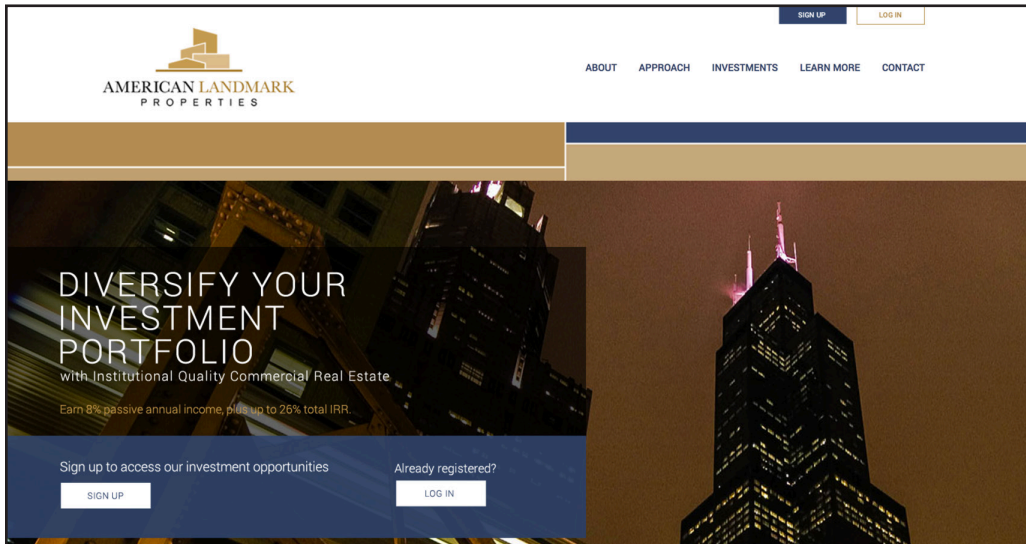 SIGN UP
LOG IN
AMERICAN LANDMARK
PROPERTIES
ABOUT
APPROACH
INVESTMENTS
LEARN MORE
CONTACT
DIVERSIFY YOUR
INVESTMENT
PORTFOLIO
with Institutional Quality Commercial Real Estate
Earn 8% passive annual income, plus up to 26% total IRR.
Sign up to access our investment opportunities
SIGN UP
Already registered?
LOG IN